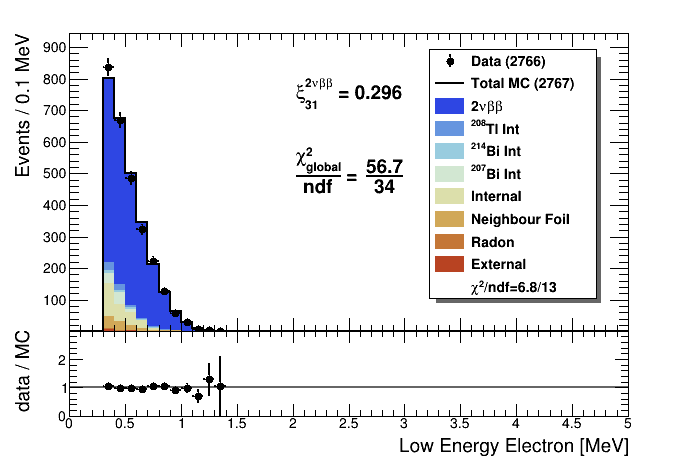 Events / 0.1 MeV
900
800
700
600
500
400
300
200
100
ξ₃₁²ᵛᵝᵝ = 0.296
χ²global / ndf = 56.7 / 34
Data (2766)
Total MC (2767)
2νββ
²⁰⁸Tl Int
²¹⁴Bi Int
²⁰⁷Bi Int
Internal
Neighbour Foil
Radon
External
χ²/ndf=6.8/13
data / MC
2
1
0
0 0.5 1 1.5 2 2.5 3 3.5 4 4.5 5
Low Energy Electron [MeV]